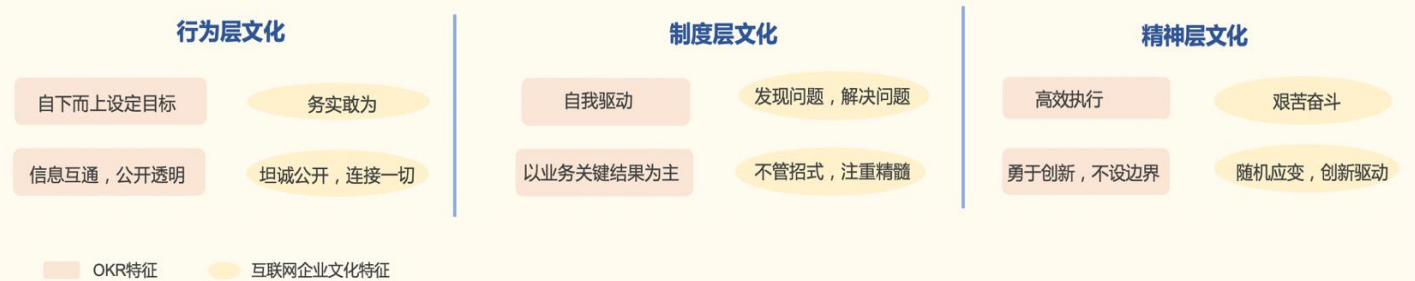 行为层文化
自下而上设定目标
务实敢为
信息互通，公开透明
坦诚公开，连接一切
制度层文化
自我驱动
发现问题，解决问题
以业务关键结果为主
不管招式，注重精髓
精神层文化
高效执行
艰苦奋斗
勇于创新，不设边界
随机应变，创新驱动
OKR特征
互联网企业文化特征